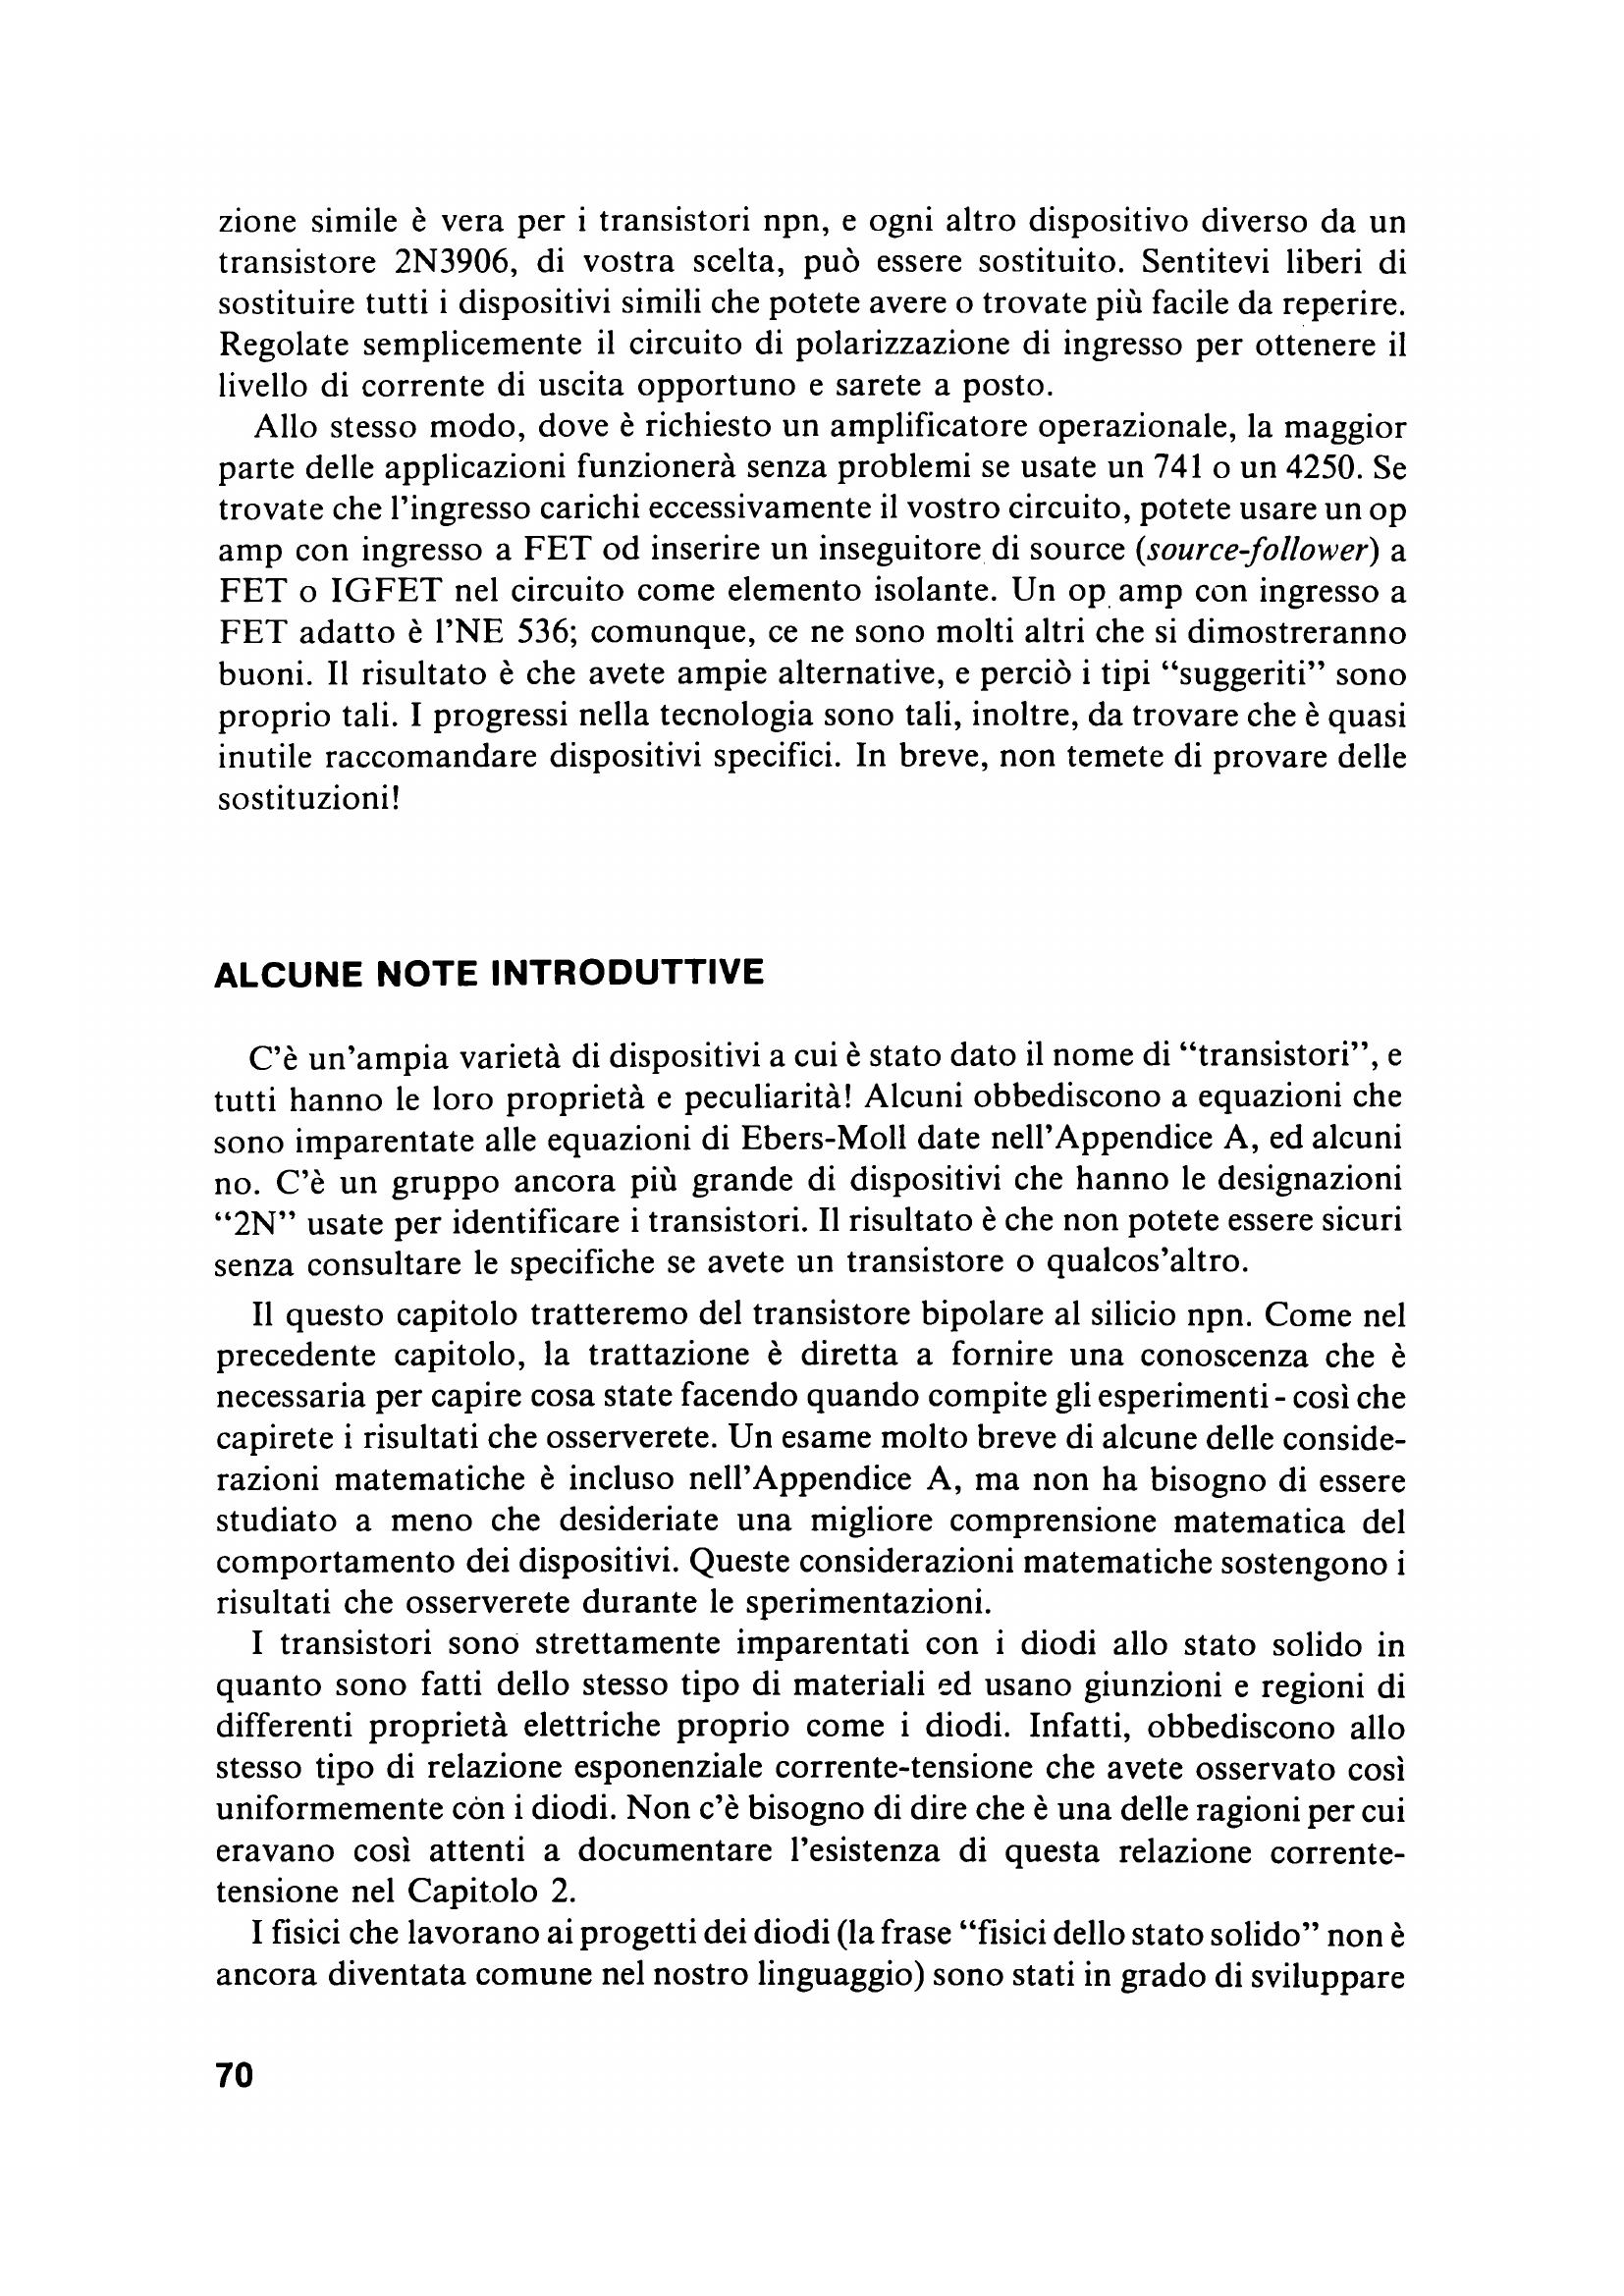 zione simile è vera per i transistori npn, e ogni altro dispositivo diverso da un
transistore 2N3906, di vostra scelta, può essere sostituito. Sentitevi liberi di
sostituire tutti i dispositivi simili che potete avere o trovate più facile da reperire.
Regolate semplicemente il circuito di polarizzazione di ingresso per ottenere il
livello di corrente di uscita opportuno e sarete a posto.
Allo stesso modo, dove è richiesto un amplificatore operazionale, la maggior
parte delle applicazioni funzionerà senza problemi se usate un 741 o un 4250. Se
trovate che l'ingresso carichi eccessivamente il vostro circuito, potete usare un op
amp con ingresso a FET od inserire un inseguitore di source (source-follower) a
FET o IGFET nel circuito come elemento isolante. Un op amp con ingresso a
FET adatto è l'NE 536; comunque, ce ne sono molti altri che si dimostreranno
buoni. Il risultato è che avete ampie alternative, e perciò i tipi “suggeriti” sono
proprio tali. I progressi nella tecnologia sono tali, inoltre, da trovare che è quasi
inutile raccomandare dispositivi specifici. In breve, non temete di provare delle
sostituzioni!
ALCUNE NOTE INTRODUTTIVE
C'è un'ampia varietà di dispositivi a cui è stato dato il nome di “transistori”, e
tutti hanno le loro proprietà e peculiarità! Alcuni obbediscono a equazioni che
sono imparentate alle equazioni di Ebers-Moll date nell'Appendice A, ed alcuni
no. C'è un gruppo ancora più grande di dispositivi che hanno le designazioni
“2N” usate per identificare i transistori. Il risultato è che non potete essere sicuri
senza consultare le specifiche se avete un transistore o qualcos'altro.
Il questo capitolo tratteremo del transistore bipolare al silicio npn. Come nel
precedente capitolo, la trattazione è diretta a fornire una conoscenza che è
necessaria per capire cosa state facendo quando compite gli esperimenti - così che
capirete i risultati che osserverete. Un esame molto breve di alcune delle conside-
razioni matematiche è incluso nell'Appendice A, ma non ha bisogno di essere
studiato a meno che desideriate una migliore comprensione matematica del
comportamento dei dispositivi. Queste considerazioni matematiche sostengono i
risultati che osserverete durante le sperimentazioni.
I transistori sono strettamente imparentati con i diodi allo stato solido in
quanto sono fatti dello stesso tipo di materiali ed usano giunzioni e regioni di
differenti proprietà elettriche proprio come i diodi. Infatti, obbediscono allo
stesso tipo di relazione esponenziale corrente-tensione che avete osservato così
uniformemente con i diodi. Non c'è bisogno di dire che è una delle ragioni per cui
eravano così attenti a documentare l'esistenza di questa relazione corrente-
tensione nel Capitolo 2.
I fisici che lavorano ai progetti dei diodi (la frase “fisici dello stato solido” non è
ancora diventata comune nel nostro linguaggio) sono stati in grado di sviluppare
70